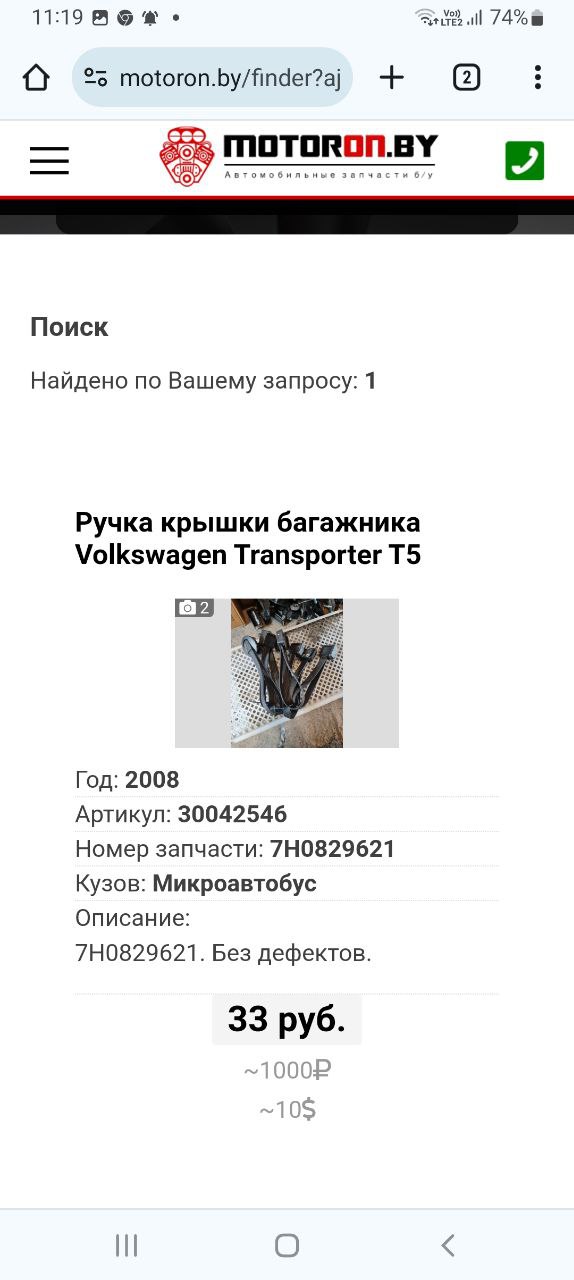 11:19
Vo))
LTE2
74%
motoron.by/finder?aj
2
MOTORON.BY
Автомобильные запчасти б/у
Поиск
Найдено по Вашему запросу: 1
Ручка крышки багажника
Volkswagen Transporter T5
2
Год: 2008
Артикул: 30042546
Номер запчасти: 7H0829621
Кузов: Микроавтобус
Описание:
7H0829621. Без дефектов.
33 руб.
~1000₽
~10$